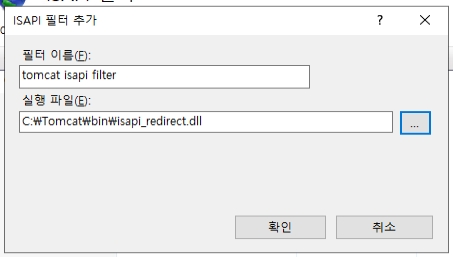 ISAPI 필터 추가
필터 이름(F):
tomcat isapi filter
실행 파일(E):
C:₩Tomcat₩bin₩isapi_redirect.dll
...
확인
취소